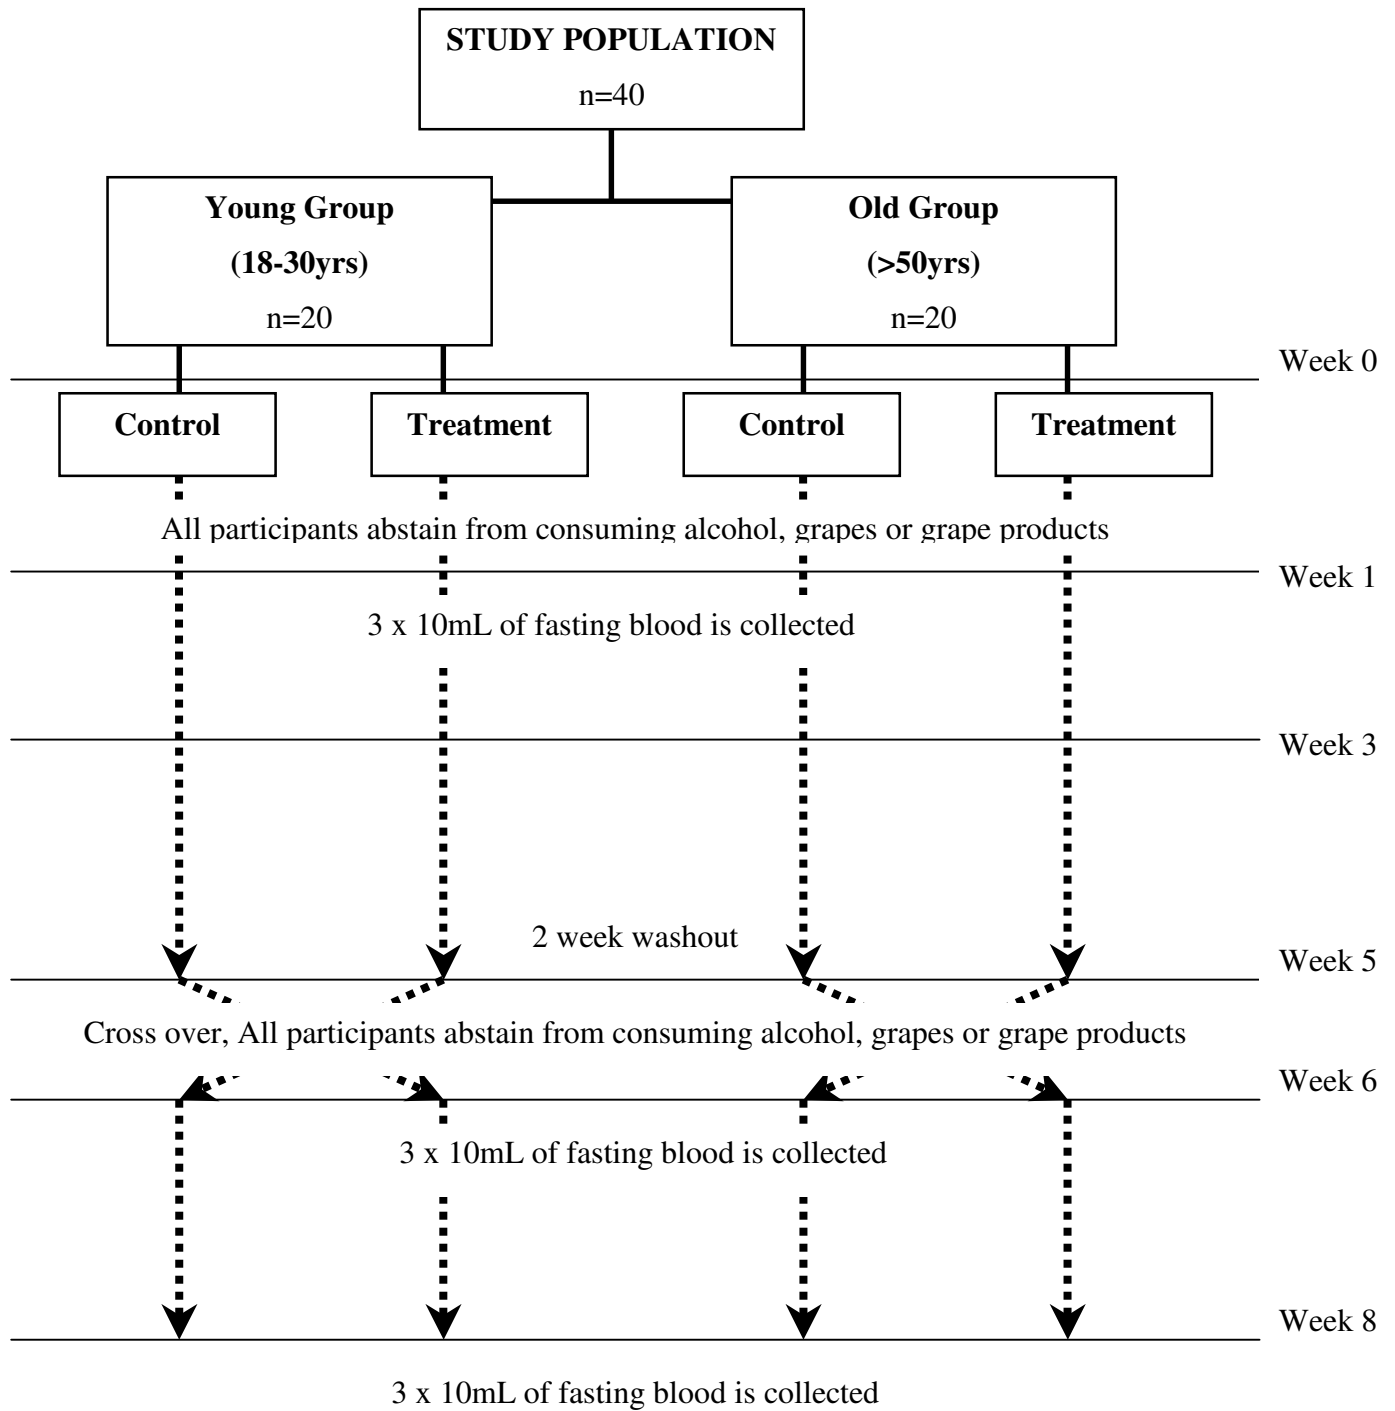 STUDY POPULATION
n=40
Young Group
(18-30yrs)
n=20
Old Group
(>50yrs)
n=20
Week 0
Control
Treatment
Control
Treatment
All participants abstain from consuming alcohol, grapes or grape products
Week 1
3 x 10mL of fasting blood is collected
Week 3
2 week washout
Week 5
Cross over, All participants abstain from consuming alcohol, grapes or grape products
Week 6
3 x 10mL of fasting blood is collected
Week 8
3 x 10mL of fasting blood is collected